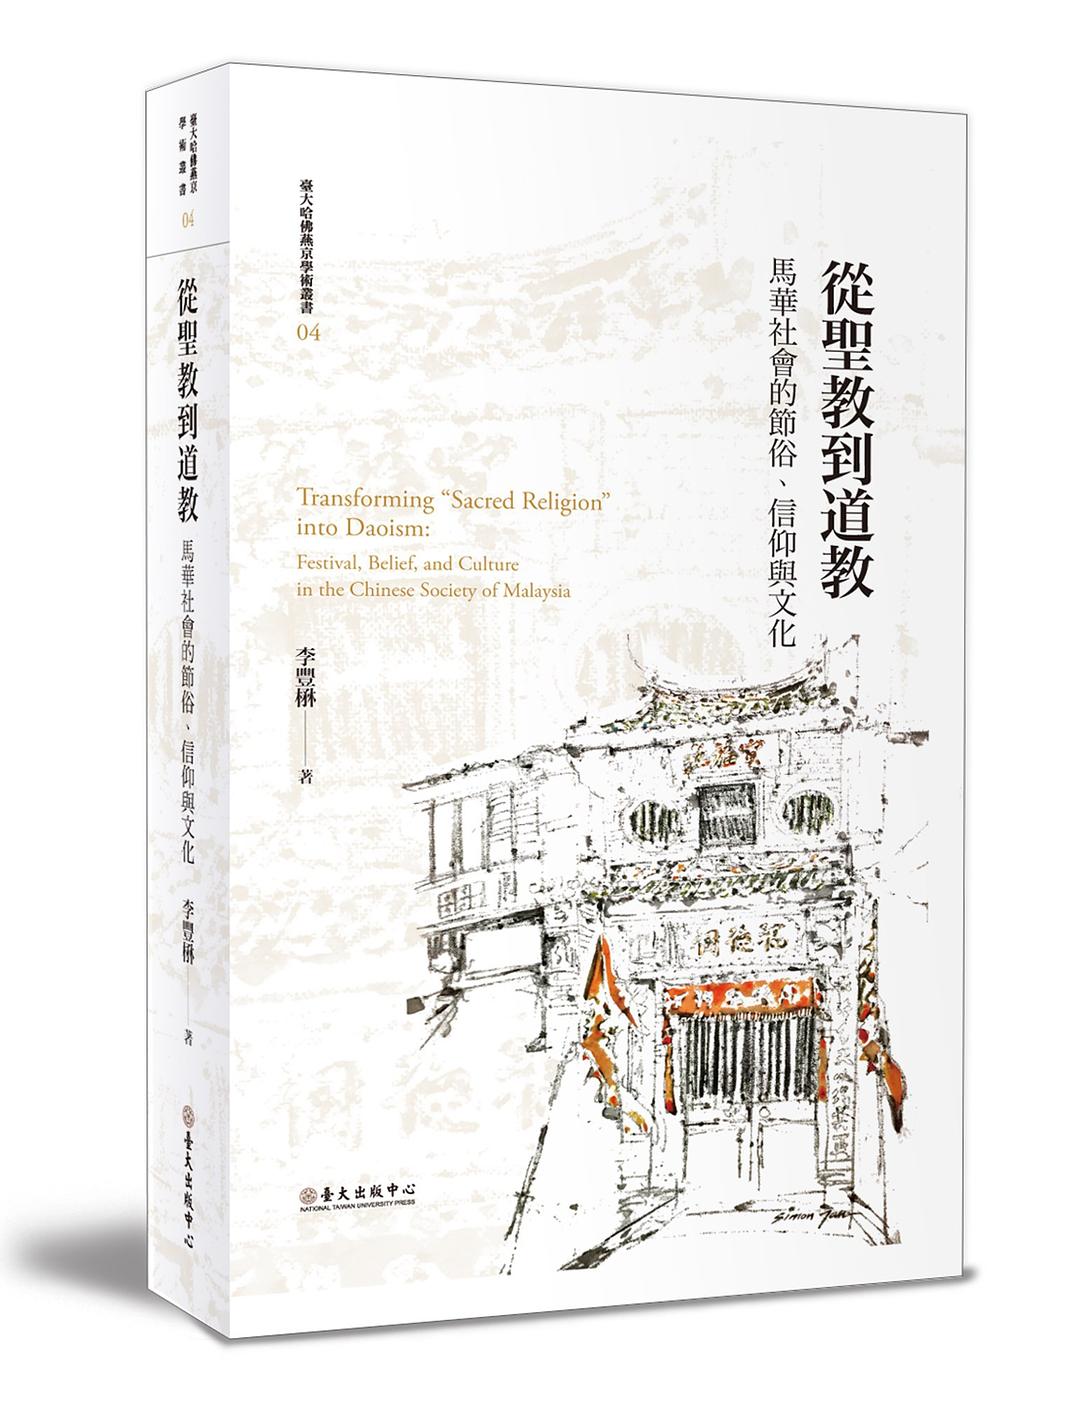 臺大哈佛燕京
學術叢書
04
從聖教到道教
馬華社會的節俗、信仰與文化
李豐楙
著
臺大出版中心
臺大哈佛燕京學術叢書
04
從聖教到道教
馬華社會的節俗、信仰與文化
Transforming “Sacred Religion”
into Daoism:
Festival, Belief, and Culture
in the Chinese Society of Malaysia
李豐楙
著
臺大出版中心
NATIONAL TAIWAN UNIVERSITY PRESS